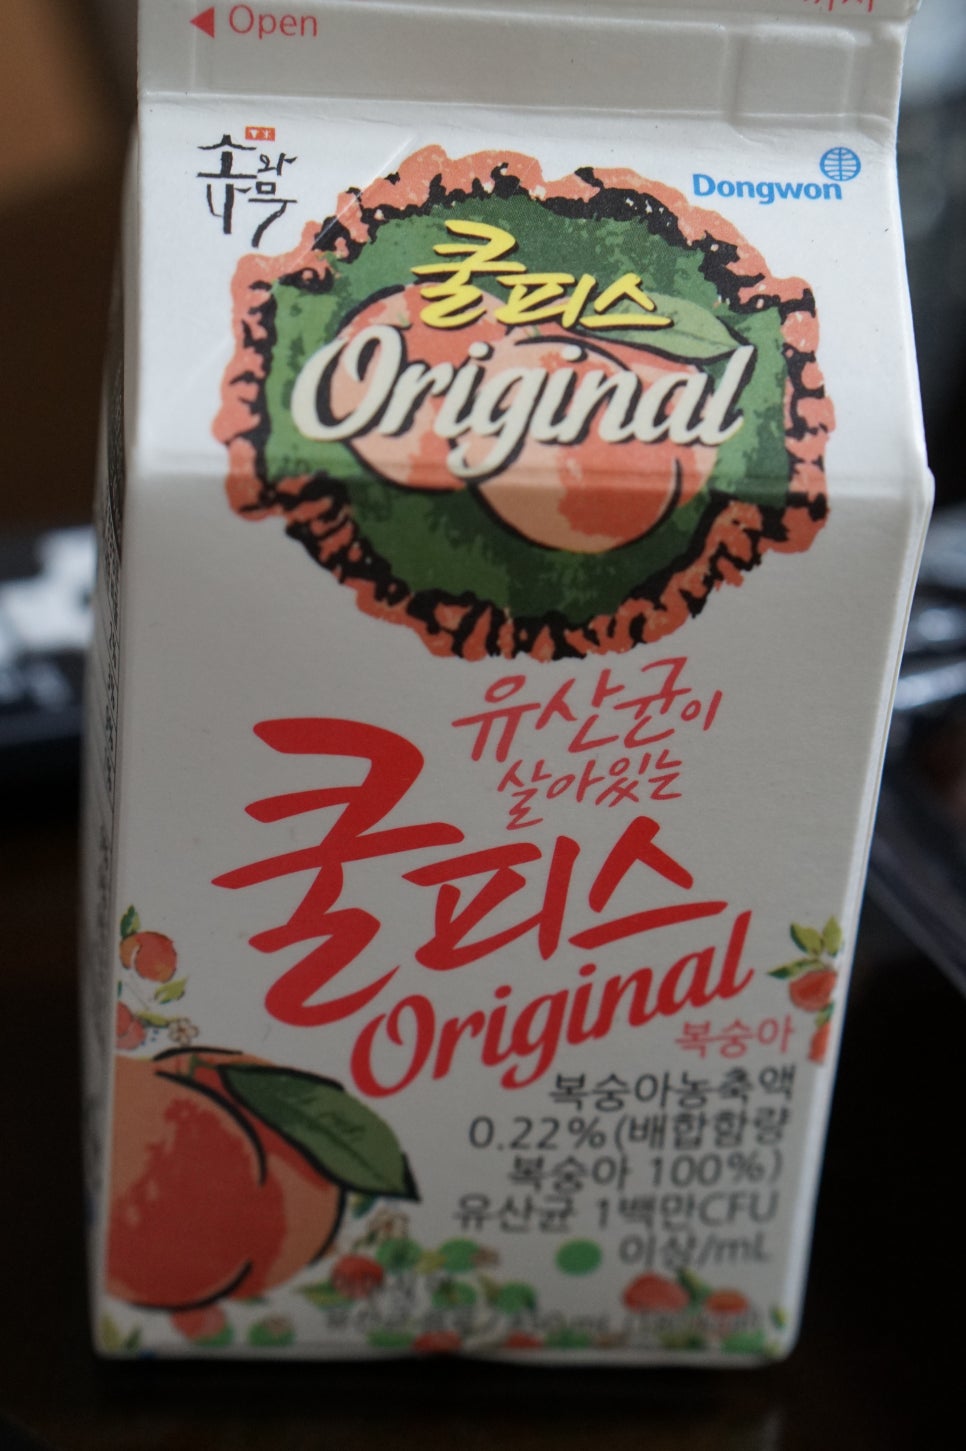 ◀ Open
소와
나무
Dongwon
쿨피스
Original
유산균이
살아있는
쿨피스
Original
복숭아
복숭아농축액
0.22%(배합함량
복숭아 100%)
유산균 1백만CFU
이상/mL